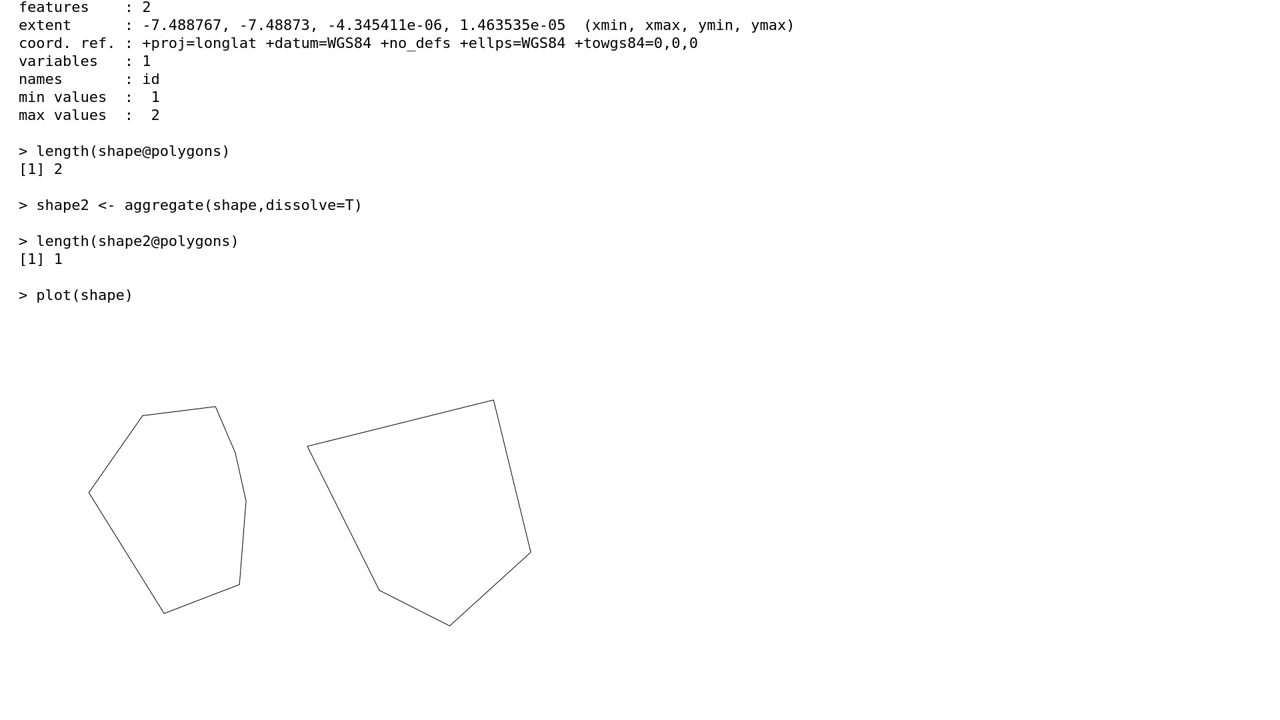 features    : 2
extent      : -7.488767, -7.48873, -4.345411e-06, 1.463535e-05  (xmin, xmax, ymin, ymax)
coord. ref. : +proj=longlat +datum=WGS84 +no_defs +ellps=WGS84 +towgs84=0,0,0
variables   : 1
names       : id
min values  :  1
max values  :  2
> length(shape@polygons)
[1] 2
> shape2 <- aggregate(shape,dissolve=T)
> length(shape2@polygons)
[1] 1
> plot(shape)